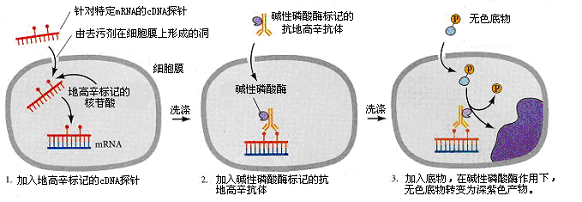 针对特定mRNA的cDNA探针
由去污剂在细胞膜上形成的洞
细胞膜
地高辛标记的
核苷酸
mRNA
1. 加入地高辛标记的cDNA探针
洗涤
碱性磷酸酶标记的
抗地高辛抗体
碱性磷酸酶
2. 加入碱性磷酸酶标记的抗
地高辛抗体
洗涤
无色底物
P
P
P
3. 加入底物，在碱性磷酸酶作用下，
无色底物转变为深紫色产物。